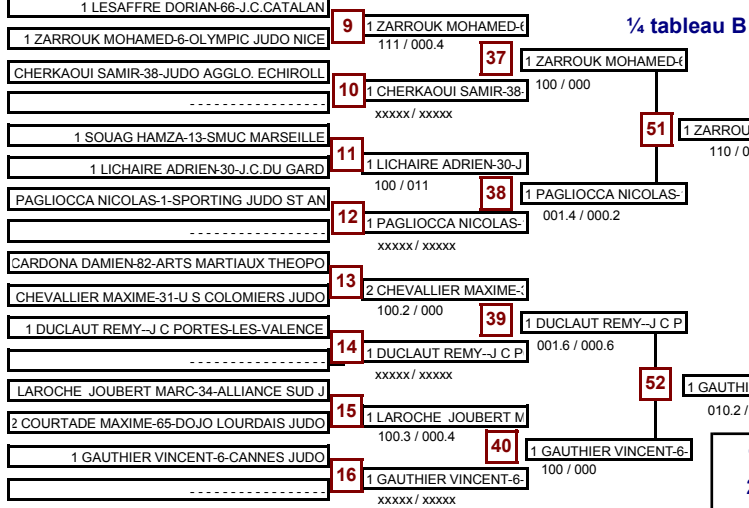 1 LESAFFRE DORIAN-66-J.C.CATALAN
9
1 ZARROUK MOHAMED-6
1 ZARROUK MOHAMED-6-OLYMPIC JUDO NICE
111 / 000.4
¼ tableau B
37
1 ZARROUK MOHAMED-6
100 / 000
CHERKAOUI SAMIR-38-JUDO AGGLO. ECHIROLL
10
1 CHERKAOUI SAMIR-38-
- - - - - - - - - - - - - - - -
xxxxx / xxxxx
51
1 ZARROU
110 / 0
1 SOUAG HAMZA-13-SMUC MARSEILLE
11
1 LICHAIRE ADRIEN-30-J
1 LICHAIRE ADRIEN-30-J.C.DU GARD
100 / 011
38
1 PAGLIOCCA NICOLAS-
001.4 / 000.2
PAGLIOCCA NICOLAS-1-SPORTING JUDO ST AN
12
1 PAGLIOCCA NICOLAS-
- - - - - - - - - - - - - - - -
xxxxx / xxxxx
CARDONA DAMIEN-82-ARTS MARTIAUX THEOPO
13
2 CHEVALLIER MAXIME-3
CHEVALLIER MAXIME-31-U S COLOMIERS JUDO
100.2 / 000
39
1 DUCLAUT REMY--J C P
001.6 / 000.6
1 DUCLAUT REMY--J C PORTES-LES-VALENCE
14
1 DUCLAUT REMY--J C P
- - - - - - - - - - - - - - - -
xxxxx / xxxxx
52
1 GAUTHI
010.2 /
LAROCHE JOUBERT MARC-34-ALLIANCE SUD J
15
1 LAROCHE JOUBERT M
2 COURTADE MAXIME-65-DOJO LOURDAIS JUDO
100.3 / 000.4
40
1 GAUTHIER VINCENT-6-
100 / 000
1 GAUTHIER VINCENT-6-CANNES JUDO
16
1 GAUTHIER VINCENT-6-
- - - - - - - - - - - - - - - -
xxxxx / xxxxx